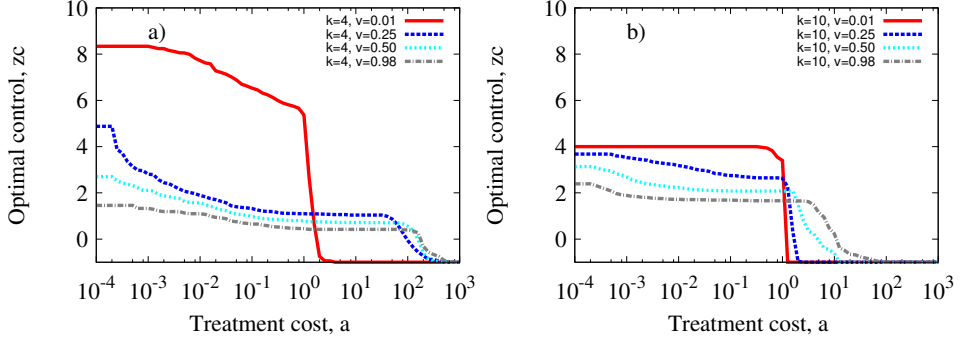 a)
k=4, v=0.01
k=4, v=0.25
k=4, v=0.50
k=4, v=0.98
10
8
6
4
2
0
Optimal control, zc
10^-4 10^-3 10^-2 10^-1 10^0 10^1 10^2 10^3
Treatment cost, a
b)
k=10, v=0.01
k=10, v=0.25
k=10, v=0.50
k=10, v=0.98
10
8
6
4
2
0
Optimal control, zc
10^-4 10^-3 10^-2 10^-1 10^0 10^1 10^2 10^3
Treatment cost, a